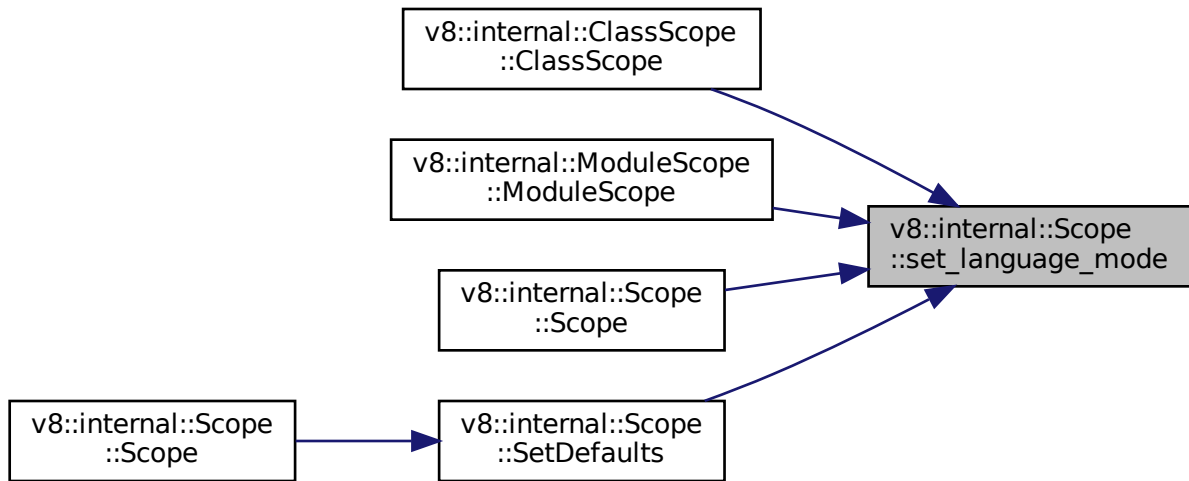 v8::internal::ClassScope
::ClassScope
v8::internal::ModuleScope
::ModuleScope
v8::internal::Scope
::set_language_mode
v8::internal::Scope
::Scope
v8::internal::Scope
::Scope
v8::internal::Scope
::SetDefaults